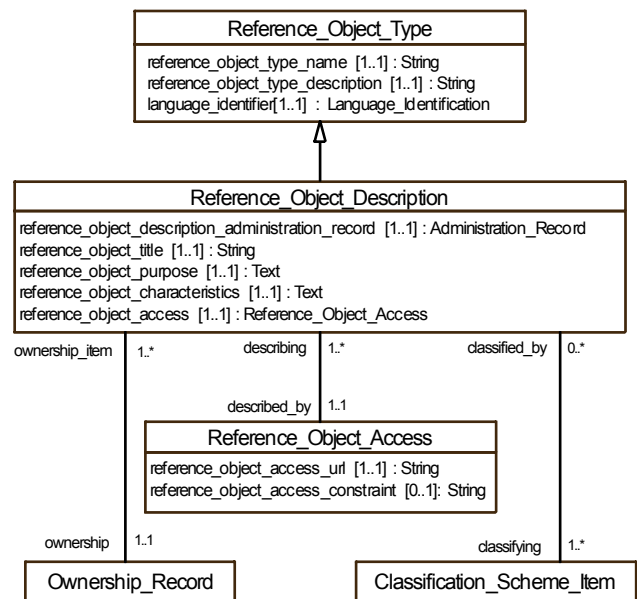 Reference_Object_Type
reference_object_type_name [1..1] : String
reference_object_type_description [1..1] : String
language_identifier[1..1] : Language_Identification
Reference_Object_Description
reference_object_description_administration_record [1..1] : Administration_Record
reference_object_title [1..1] : String
reference_object_purpose [1..1] : Text
reference_object_characteristics [1..1] : Text
reference_object_access [1..1] : Reference_Object_Access
ownership_item 1..* describing 1..* classified_by 0..*
described_by 1..1
Reference_Object_Access
reference_object_access_url [1..1] : String
reference_object_access_constraint [0..1]: String
ownership 1..1 classifying 1..*
Ownership_Record Classification_Scheme_Item